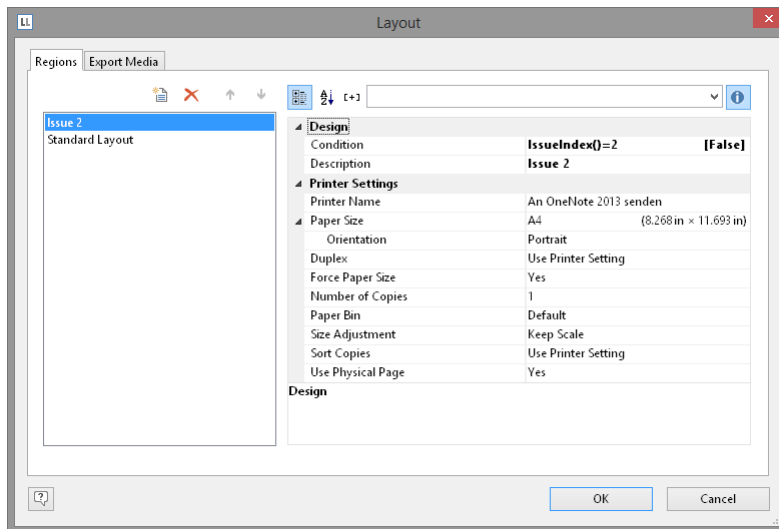 LL
Layout
Regions Export Media
A Z [+]
Issue 2
Standard Layout
Design
Condition IssueIndex()=2 [False]
Description Issue 2
Printer Settings
Printer Name An OneNote 2013 senden
Paper Size A4 (8.268 in × 11.693 in)
Orientation Portrait
Duplex Use Printer Setting
Force Paper Size Yes
Number of Copies 1
Paper Bin Default
Size Adjustment Keep Scale
Sort Copies Use Printer Setting
Use Physical Page Yes
Design
OK Cancel